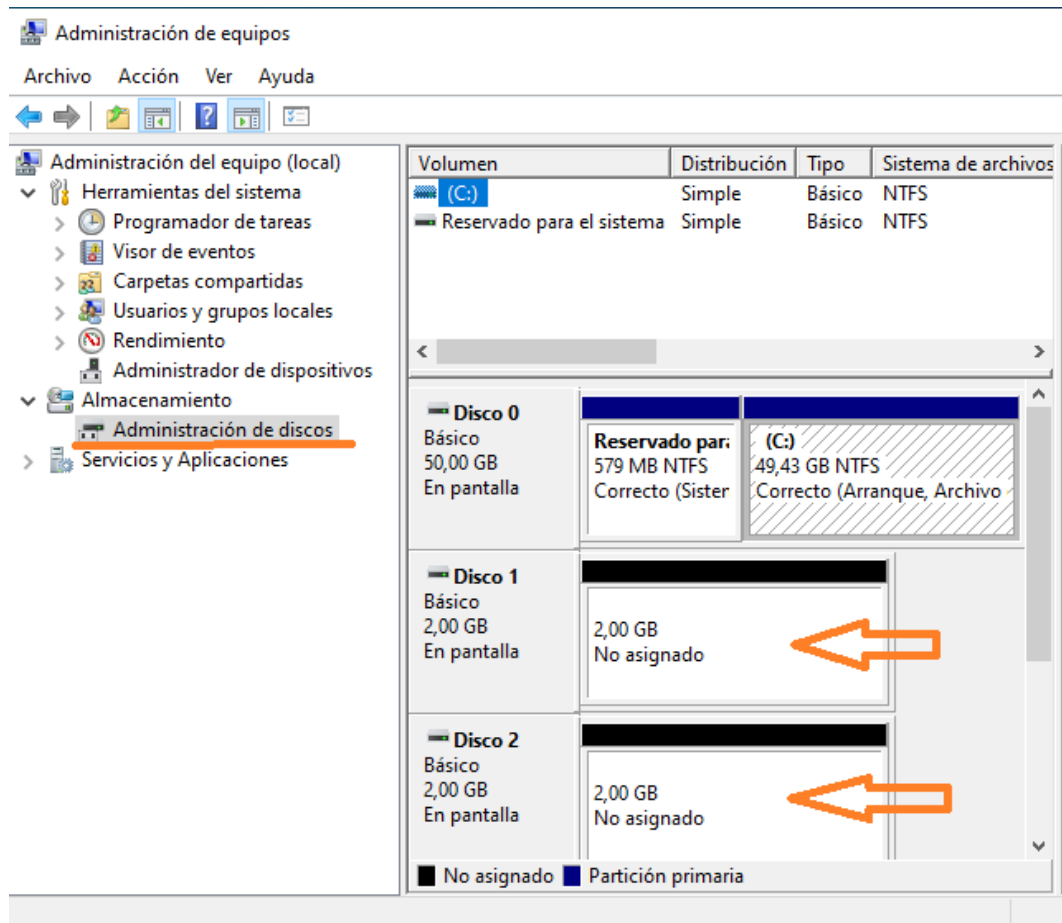 Administración de equipos
Archivo Acción Ver Ayuda
Administración del equipo (local)
Herramientas del sistema
Programador de tareas
Visor de eventos
Carpetas compartidas
Usuarios y grupos locales
Rendimiento
Administrador de dispositivos
Almacenamiento
Administración de discos
Servicios y Aplicaciones
Volumen Distribución Tipo Sistema de archivos
(C:) Simple Básico NTFS
Reservado para el sistema Simple Básico NTFS
Disco 0
Básico
50,00 GB
En pantalla
Reservado para
579 MB NTFS
Correcto (Sister
(C:)
49,43 GB NTFS
Correcto (Arranque, Archivo
Disco 1
Básico
2,00 GB
En pantalla
2,00 GB
No asignado
Disco 2
Básico
2,00 GB
En pantalla
2,00 GB
No asignado
No asignado Partición primaria